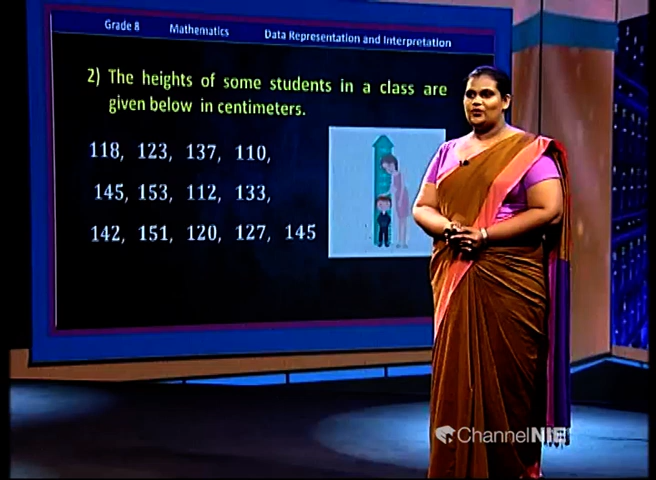 Grade 8 Mathematics Data Representation and Interpretation
2) The heights of some students in a class are
given below in centimeters.
118, 123, 137, 110,
145, 153, 112, 133,
142, 151, 120, 127, 145
ChannelNIE